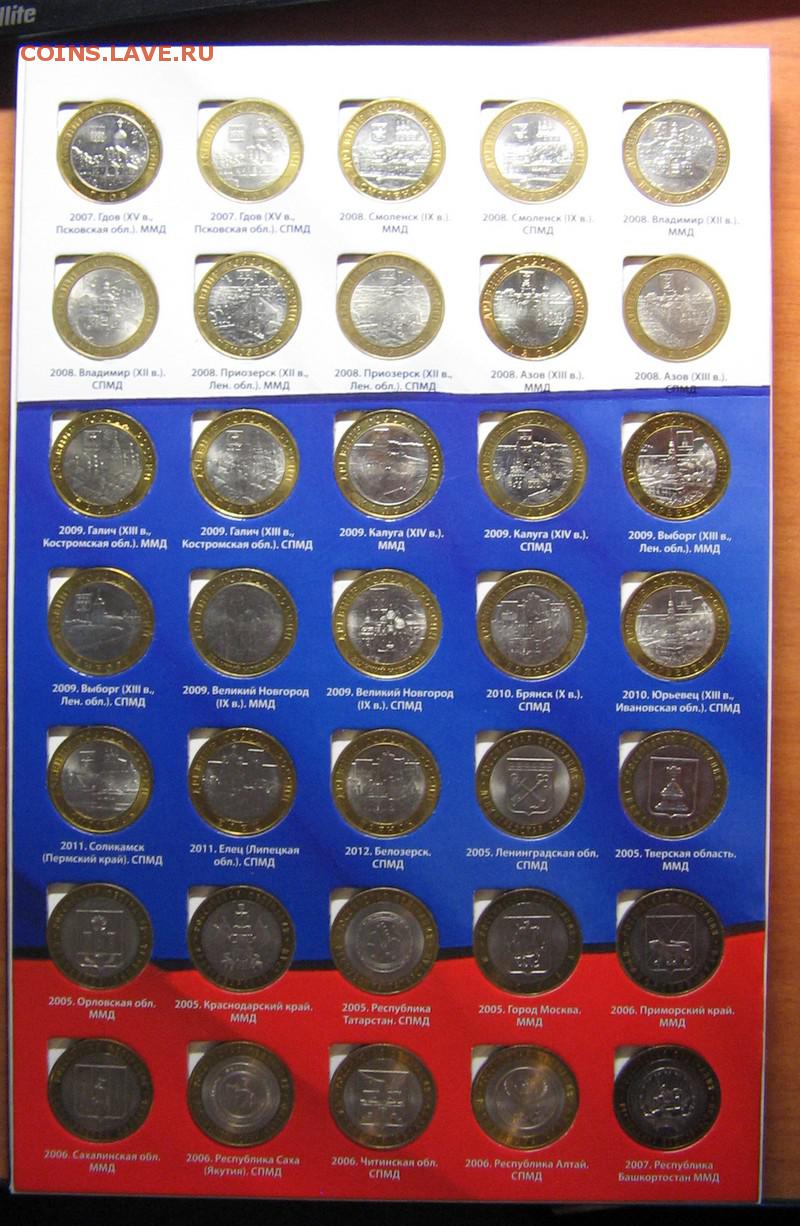 llite
COINS.LAVE.RU
2007. Гдов (XV в.,
Псковская обл.). ММД
2007. Гдов (XV в.,
Псковская обл.). СПМД
2008. Смоленск (IX в.).
ММД
2008. Смоленск (IX в.).
СПМД
2008. Владимир (XII в.).
ММД
2008. Владимир (XII в.).
СПМД
2008. Приозерск (XII в.,
Лен. обл.). ММД
2008. Приозерск (XII в.,
Лен. обл.). СПМД
2008. Азов (XIII в.).
ММД
2008. Азов (XIII в.).
СПМД
2009. Галич (XIII в.,
Костромская обл.). ММД
2009. Галич (XIII в.,
Костромская обл.). СПМД
2009. Калуга (XIV в.).
ММД
2009. Калуга (XIV в.).
СПМД
2009. Выборг (XIII в.,
Лен. обл.). ММД
2009. Выборг (XIII в.,
Лен. обл.). СПМД
2009. Великий Новгород
(IX в.). ММД
2009. Великий Новгород
(IX в.). СПМД
2010. Брянск (X в.).
СПМД
2010. Юрьевец (XIII в.,
Ивановская обл.). СПМД
2011. Соликамск
(Пермский край). СПМД
2011. Елец (Липецкая
обл.). СПМД
2012. Белозерск.
СПМД
2005. Ленинградская обл.
СПМД
2005. Тверская область.
ММД
2005. Орловская обл.
ММД
2005. Краснодарский край.
ММД
2005. Республика
Татарстан. СПМД
2005. Город Москва.
ММД
2006. Приморский край.
ММД
2006. Сахалинская обл.
ММД
2006. Республика Саха
(Якутия). СПМД
2006. Читинская обл.
СПМД
2006. Республика Алтай.
СПМД
2007. Республика
Башкортостан ММД